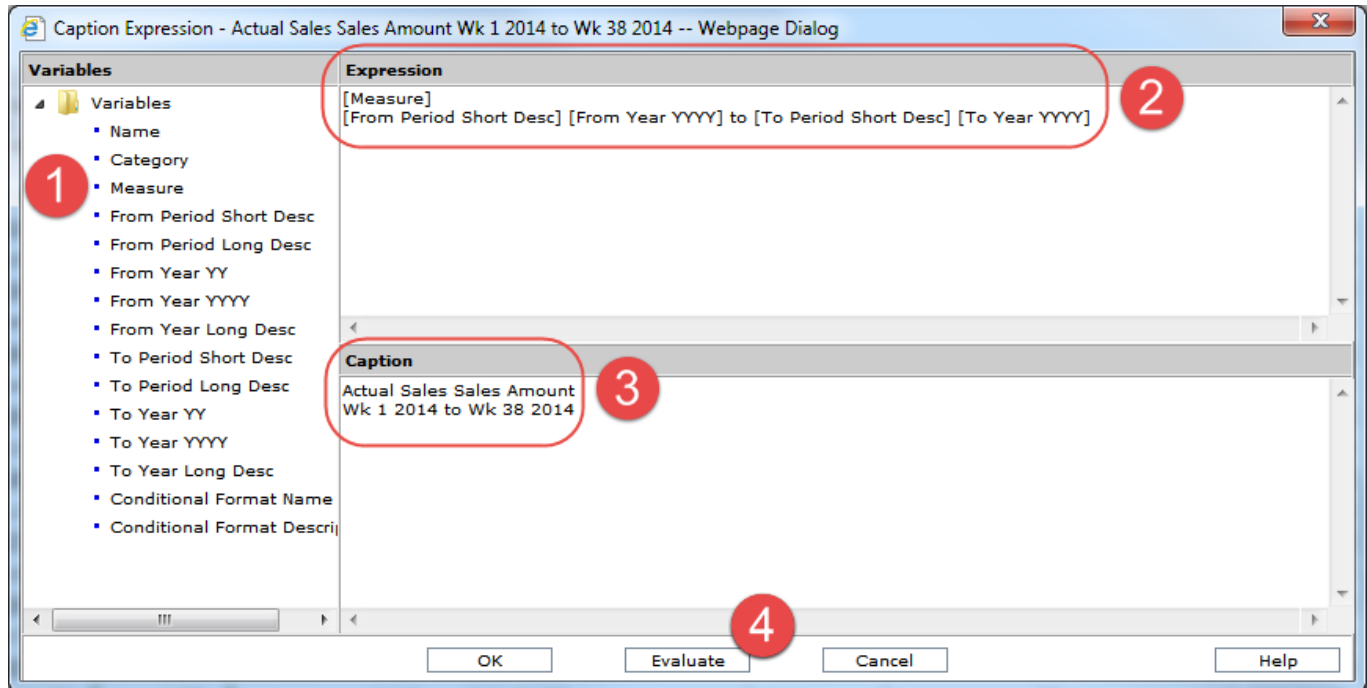 Caption Expression - Actual Sales Sales Amount Wk 1 2014 to Wk 38 2014 -- Webpage Dialog
Variables
Variables
Name
Category
1
Measure
From Period Short Desc
From Period Long Desc
From Year YY
From Year YYYY
From Year Long Desc
To Period Short Desc
To Period Long Desc
To Year YY
To Year YYYY
To Year Long Desc
Conditional Format Name
Conditional Format Descrip
Expression
[Measure]
[From Period Short Desc] [From Year YYYY] to [To Period Short Desc] [To Year YYYY]
2
Caption
Actual Sales Sales Amount
Wk 1 2014 to Wk 38 2014
3
4
OK Evaluate Cancel Help